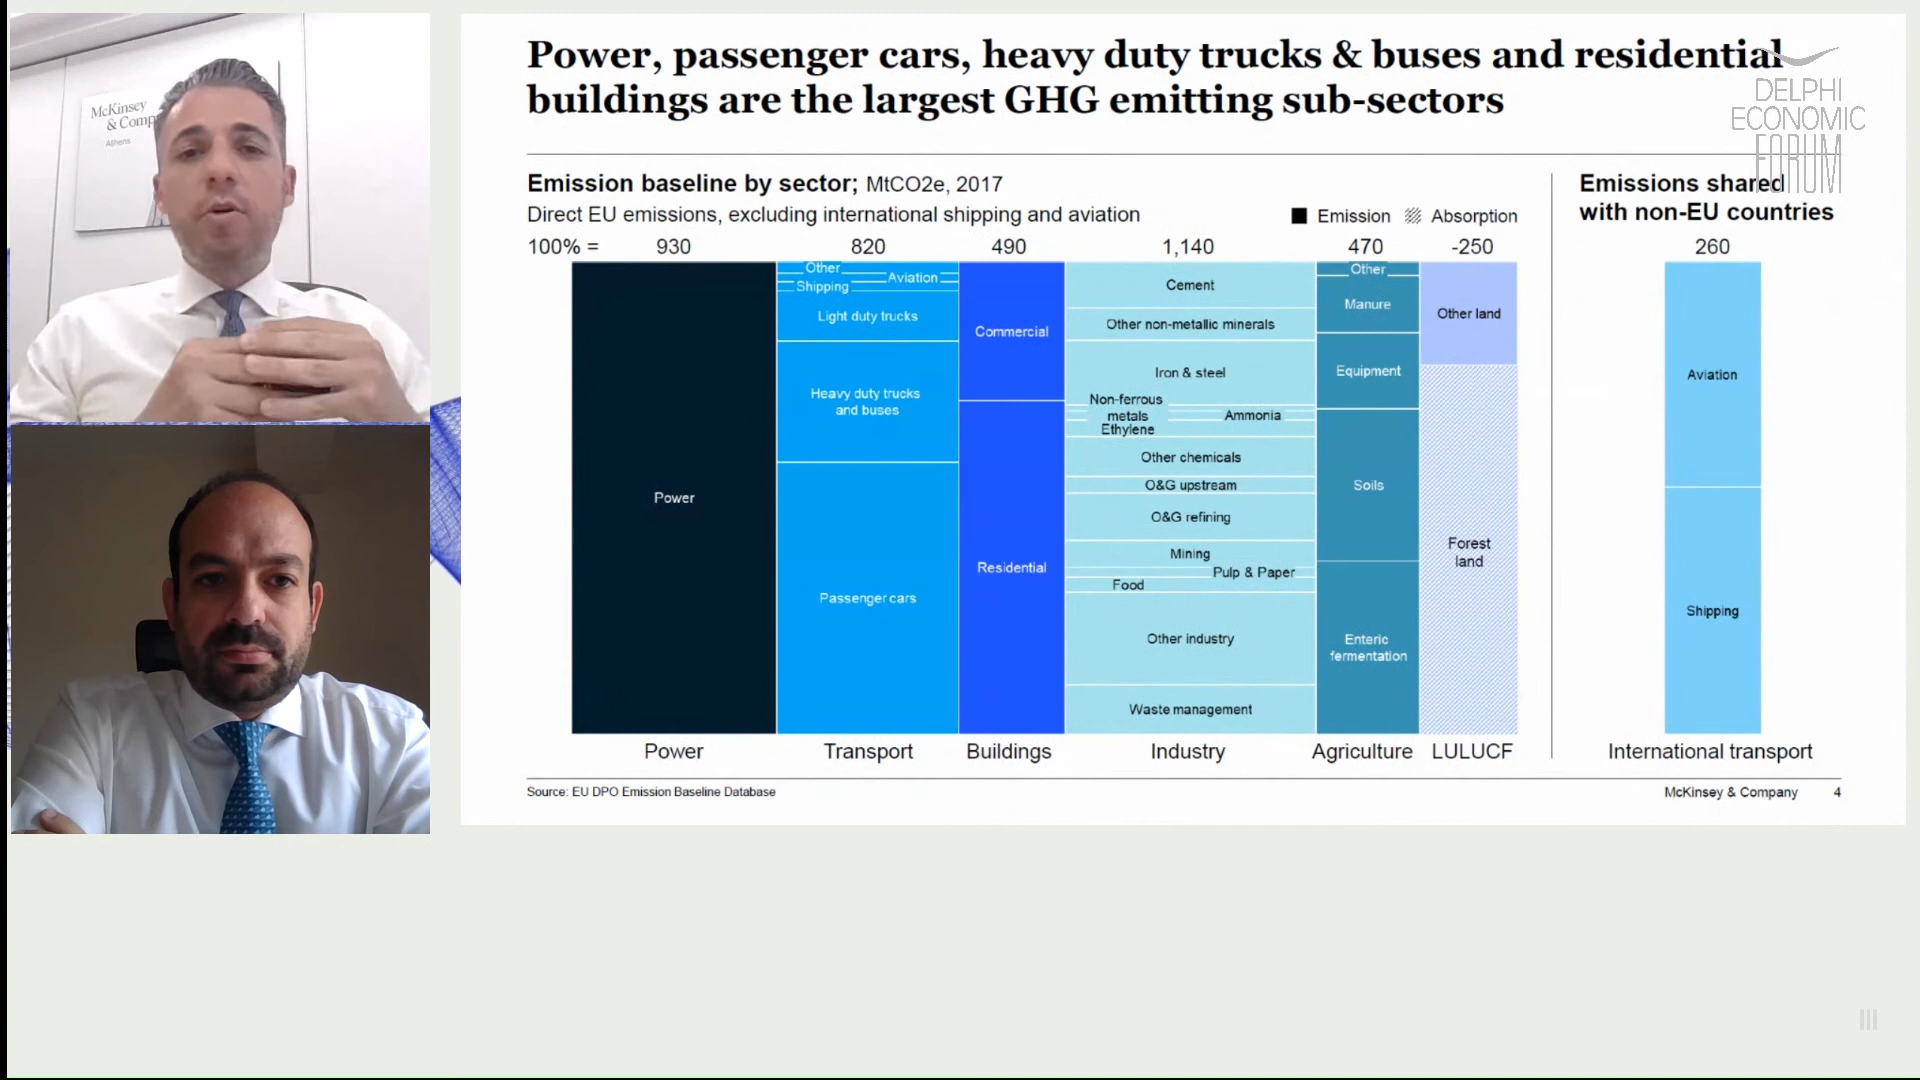 McKinsey
& Comp
Athens
Power, passenger cars, heavy duty trucks & buses and residential
buildings are the largest GHG emitting sub-sectors
DELPHI
ECONOMIC
FORUM
Emission baseline by sector; MtCO2e, 2017
Direct EU emissions, excluding international shipping and aviation
Emission
Absorption
Emissions shared
with non-EU countries
100% = 930 820 490 1,140 470 -250 260
Power
Other
Aviation
Shipping
Light duty trucks
Heavy duty trucks
and buses
Passenger cars
Commercial
Residential
Cement
Other non-metallic minerals
Iron & steel
Non-ferrous
metals
Ammonia
Ethylene
Other chemicals
O&G upstream
O&G refining
Mining
Pulp & Paper
Food
Other industry
Waste management
Other
Manure
Equipment
Soils
Enteric
fermentation
Other land
Forest
land
Aviation
Shipping
Power Transport Buildings Industry Agriculture LULUCF International transport
Source: EU DPO Emission Baseline Database
McKinsey & Company 4